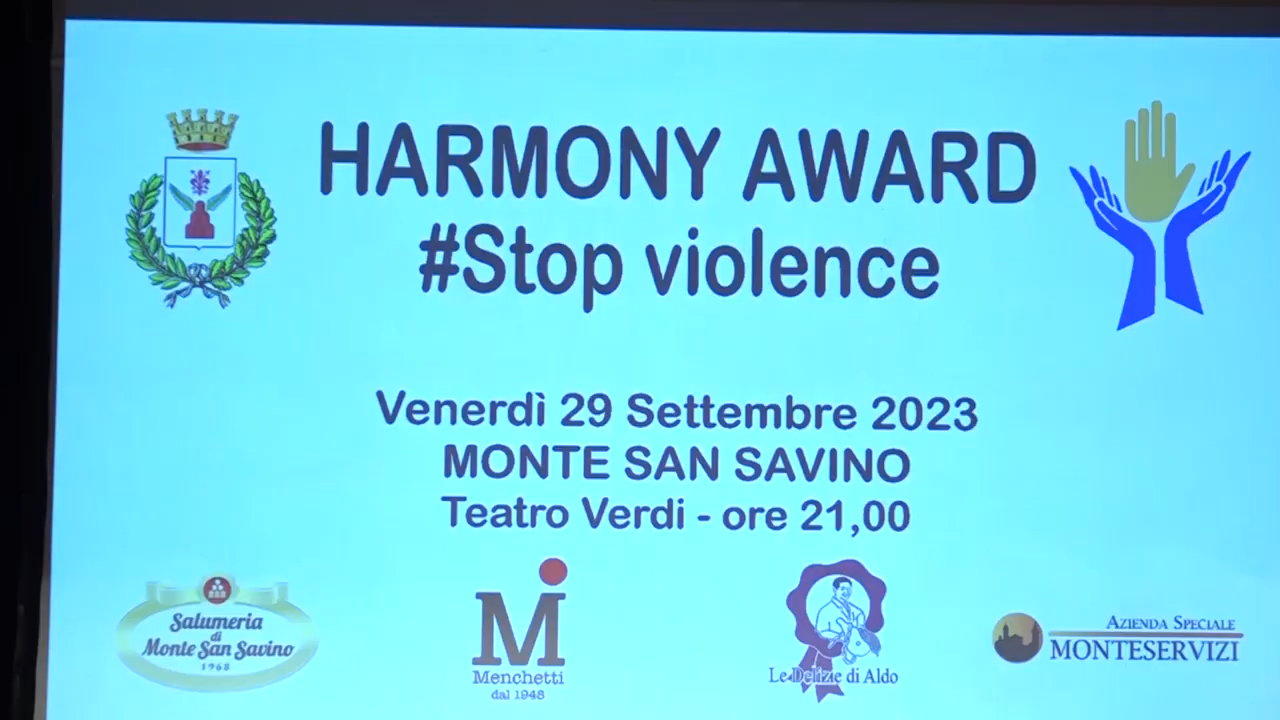 HARMONY AWARD
#Stop violence
Venerdì 29 Settembre 2023
MONTE SAN SAVINO
Teatro Verdi - ore 21,00
Salumeria
di
Monte San Savino
1968
M
Menchetti
dal 1948
Le Delizie di Aldo
AZIENDA SPECIALE
MONTESERVIZI